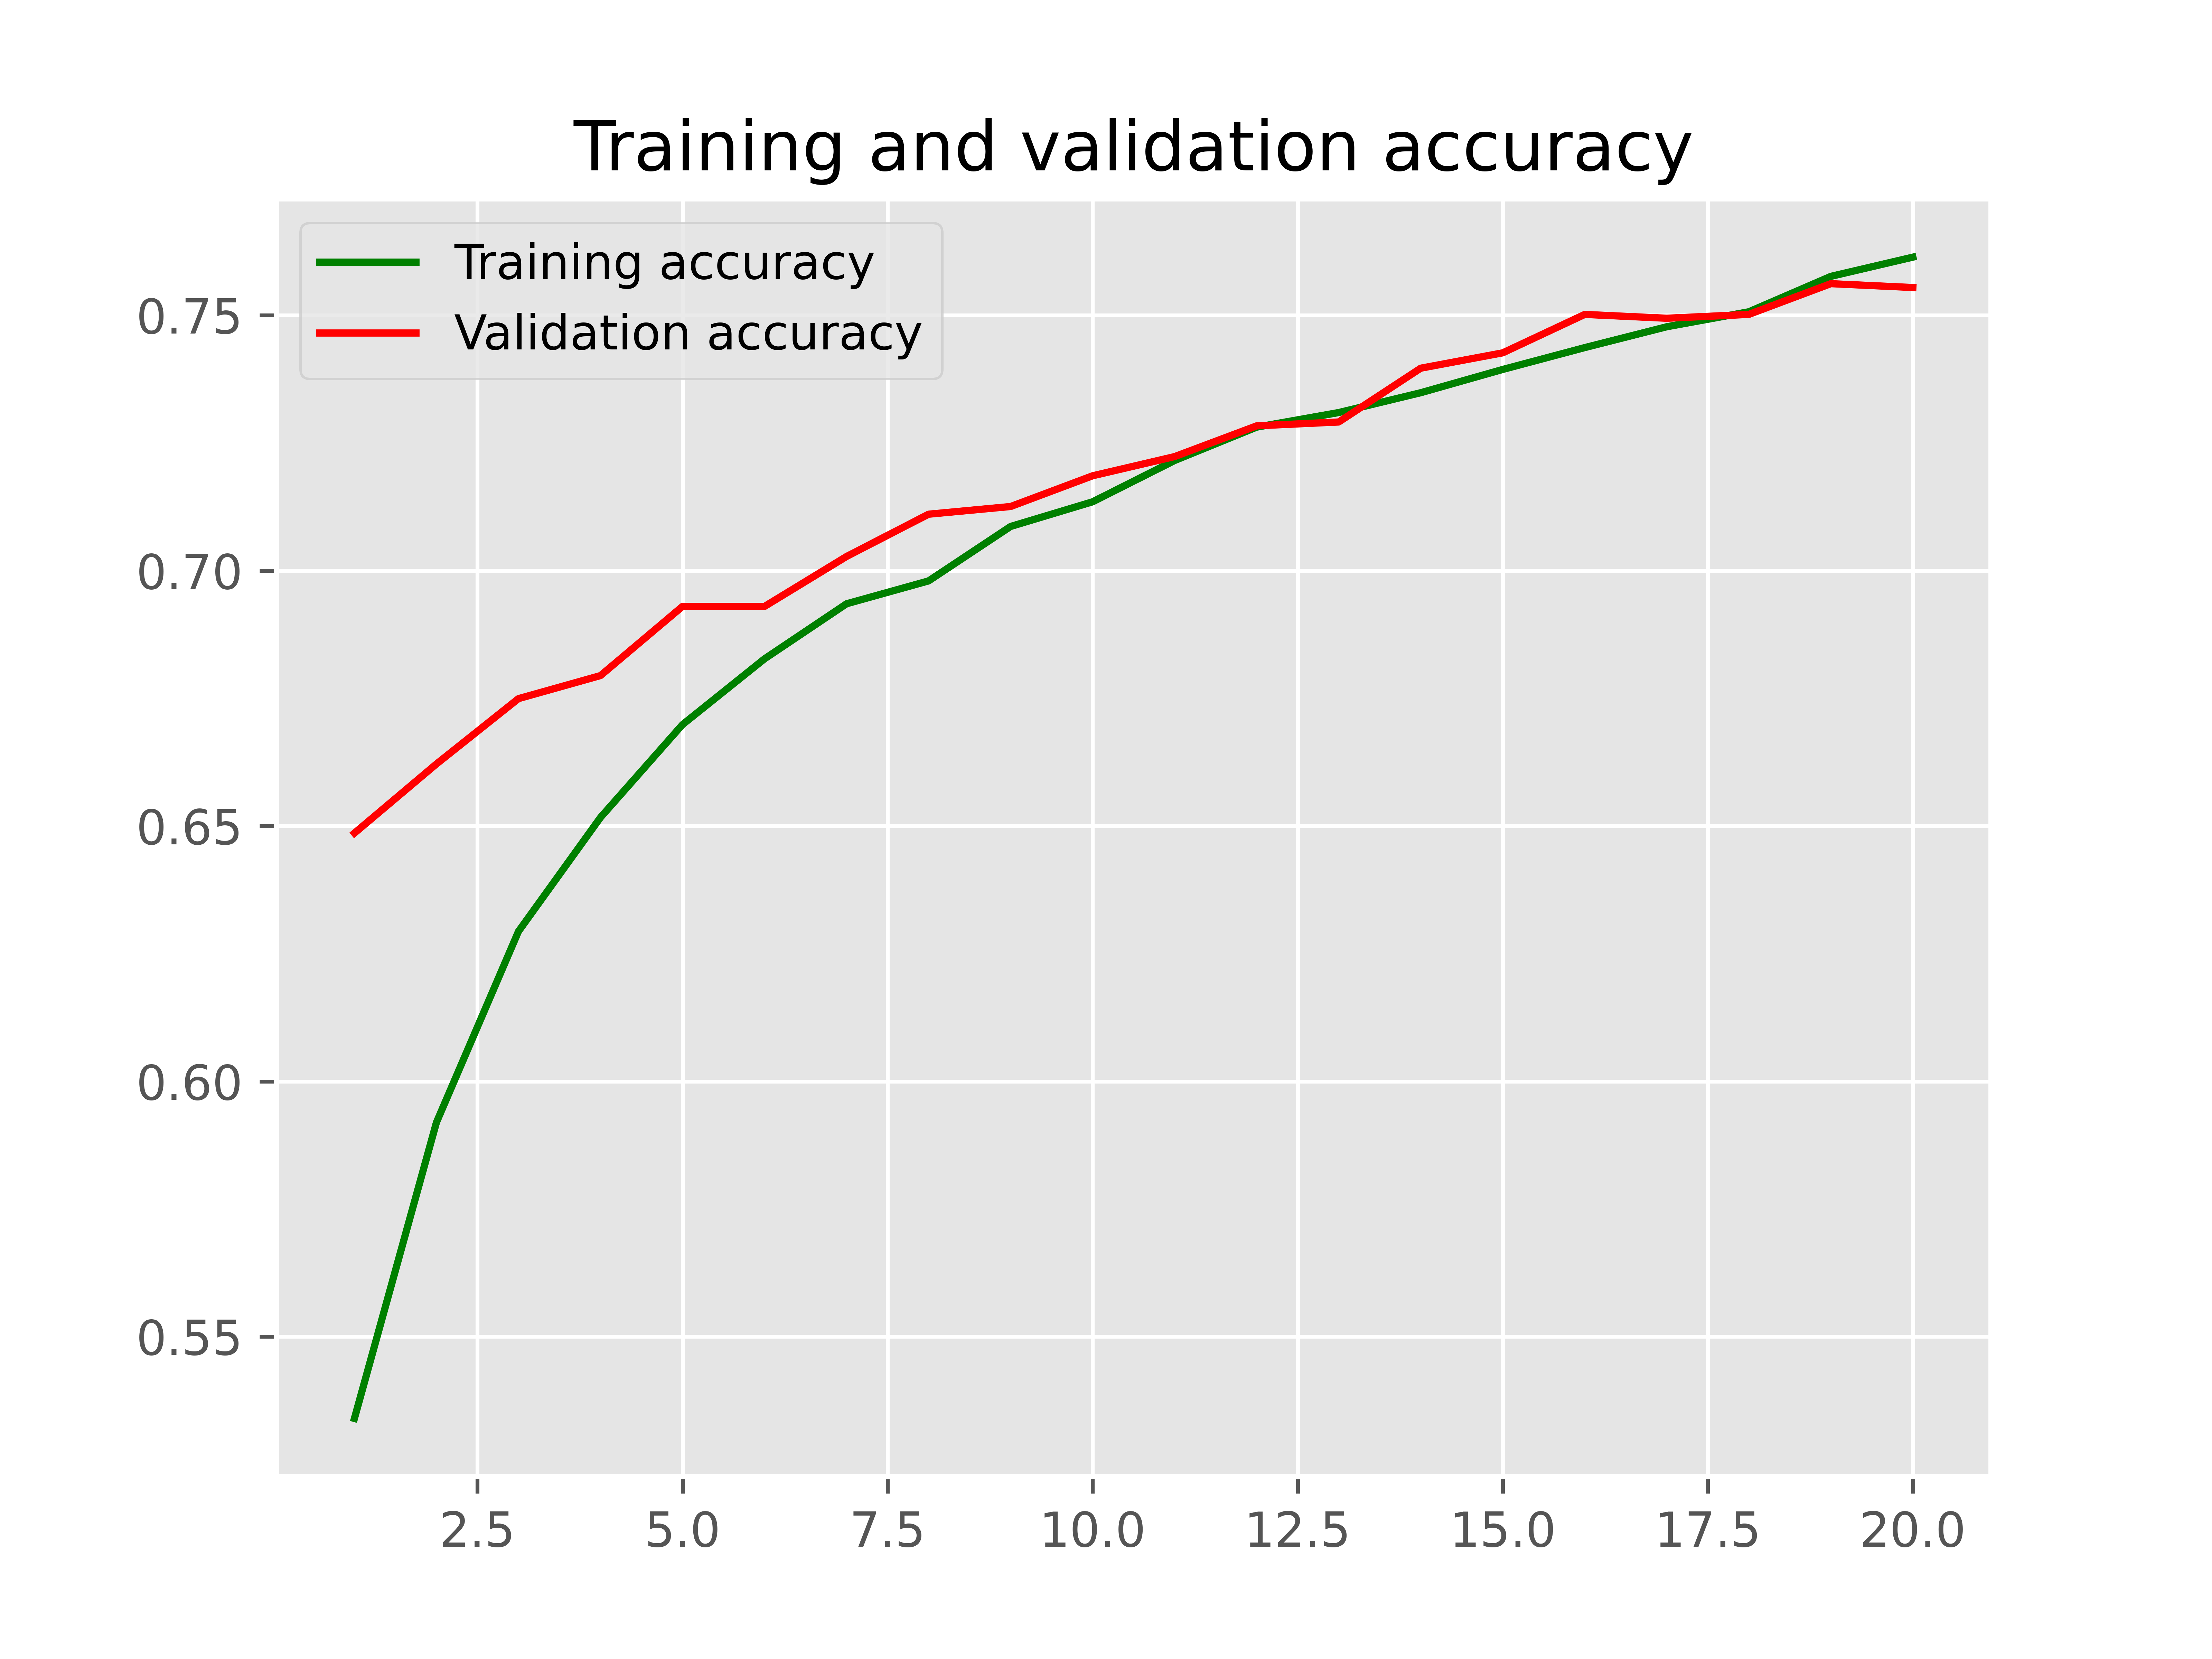 Training and validation accuracy
Training accuracy
Validation accuracy
0.75
0.70
0.65
0.60
0.55
2.5 5.0 7.5 10.0 12.5 15.0 17.5 20.0